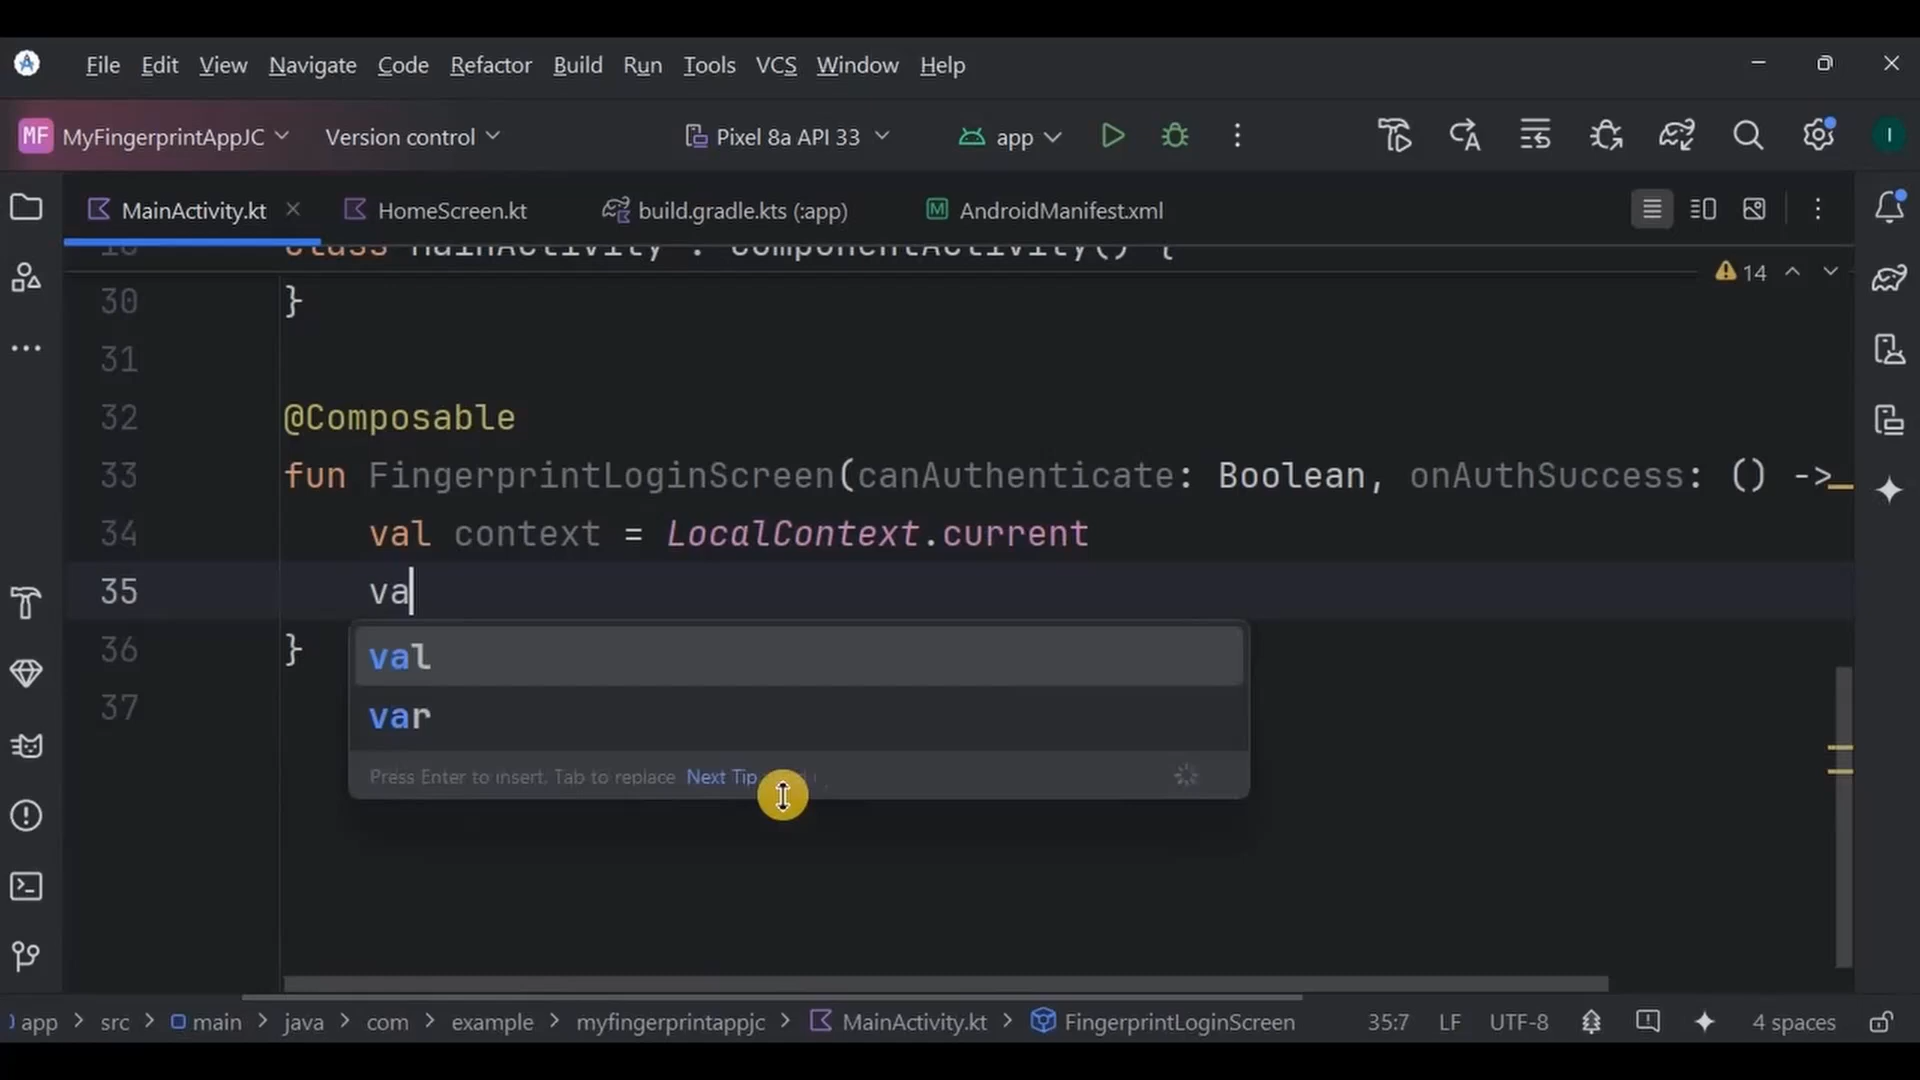 File Edit View Navigate Code Refactor Build Run Tools VCS Window Help
MF MyFingerprintAppJC Version control Pixel 8a API 33 app I
MainActivity.kt HomeScreen.kt build.gradle.kts (:app) AndroidManifest.xml
18 class MainActivity : ComponentActivity() {
14
30 }
31
32 @Composable
33 fun FingerprintLoginScreen(canAuthenticate: Boolean, onAuthSuccess: () ->
34 val context = LocalContext.current
35 va
36 }
val
37
var
Press Enter to insert, Tab to replace Next Tip
app > src > main > java > com > example > myfingerprintappjc > MainActivity.kt > FingerprintLoginScreen 35:7 LF UTF-8 4 spaces